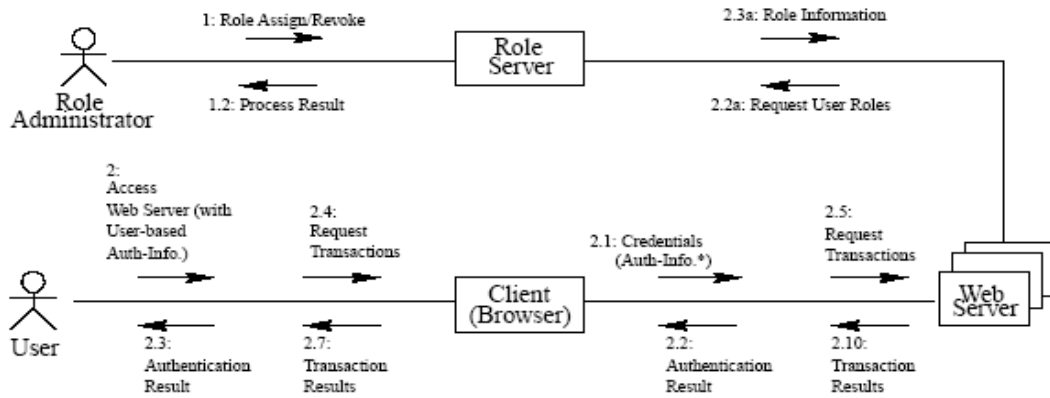 1: Role Assign/Revoke
2.3a: Role Information
Role
Server
1.2: Process Result
2.2a: Request User Roles
Role
Administrator
2:
Access
Web Server (with
User-based
Auth-Info.)
2.4:
Request
Transactions
2.1: Credentials
(Auth-Info.*)
2.5:
Request
Transactions
Client
(Browser)
Web
Server
User
2.3:
Authentication
Result
2.7:
Transaction
Results
2.2:
Authentication
Result
2.10:
Transaction
Results